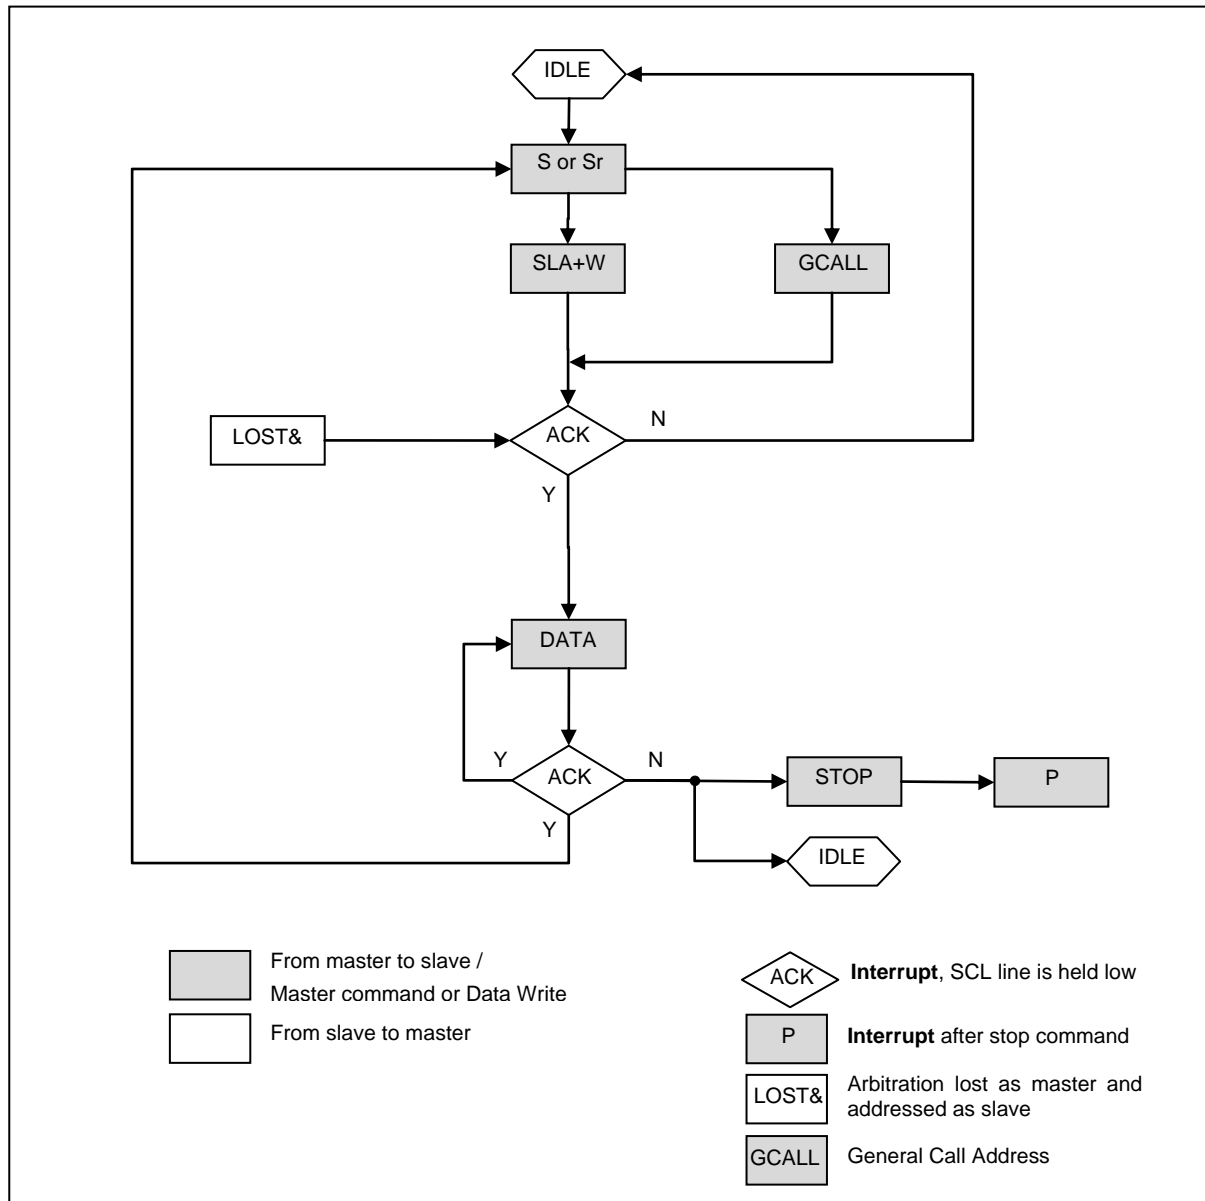 IDLE
S or Sr
SLA+W
GCALL
LOST&
ACK
N
Y
DATA
Y
ACK
N
STOP
P
Y
IDLE
From master to slave /
Master command or Data Write
From slave to master
ACK
Interrupt, SCL line is held low
P
Interrupt after stop command
LOST&
Arbitration lost as master and
addressed as slave
GCALL
General Call Address